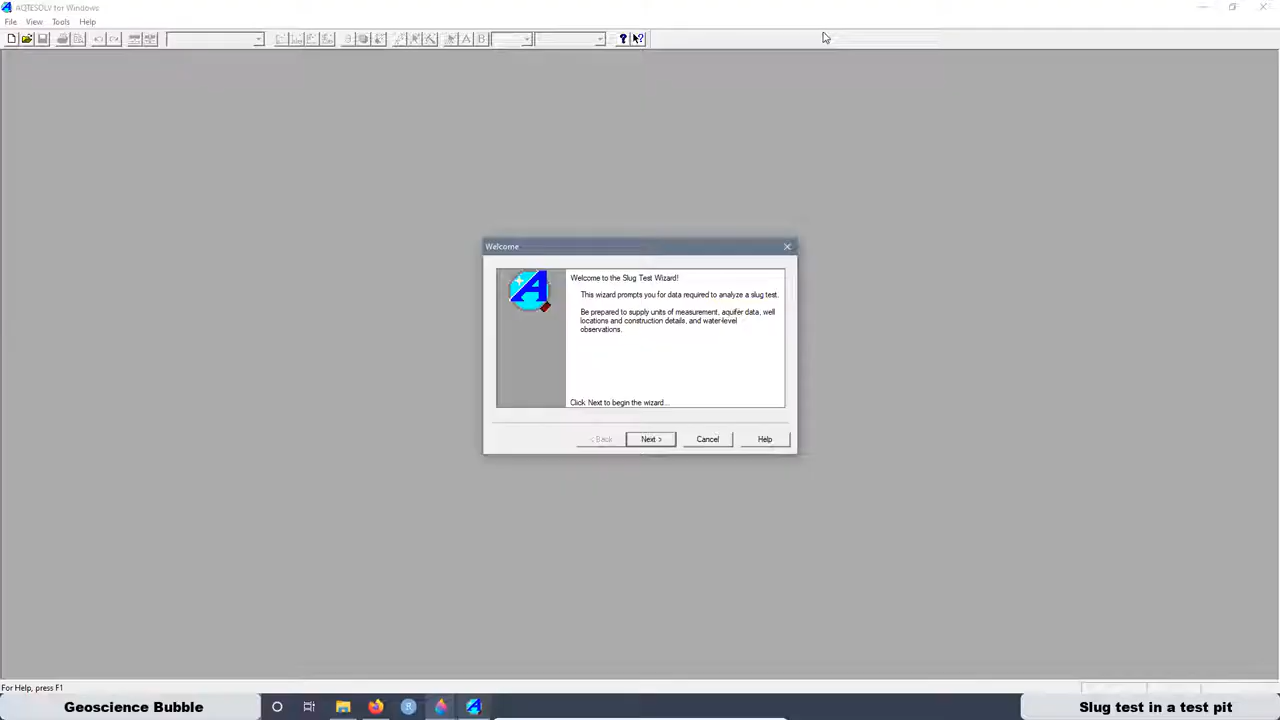 AQTESOLV for Windows
File View Tools Help
Welcome
Welcome to the Slug Test Wizard!
This wizard prompts you for data required to analyze a slug test.
Be prepared to supply units of measurement, aquifer data, well
locations and construction details, and water-level
observations.
Click Next to begin the wizard...
< Back Next > Cancel Help
For Help, press F1
Geoscience Bubble
Slug test in a test pit